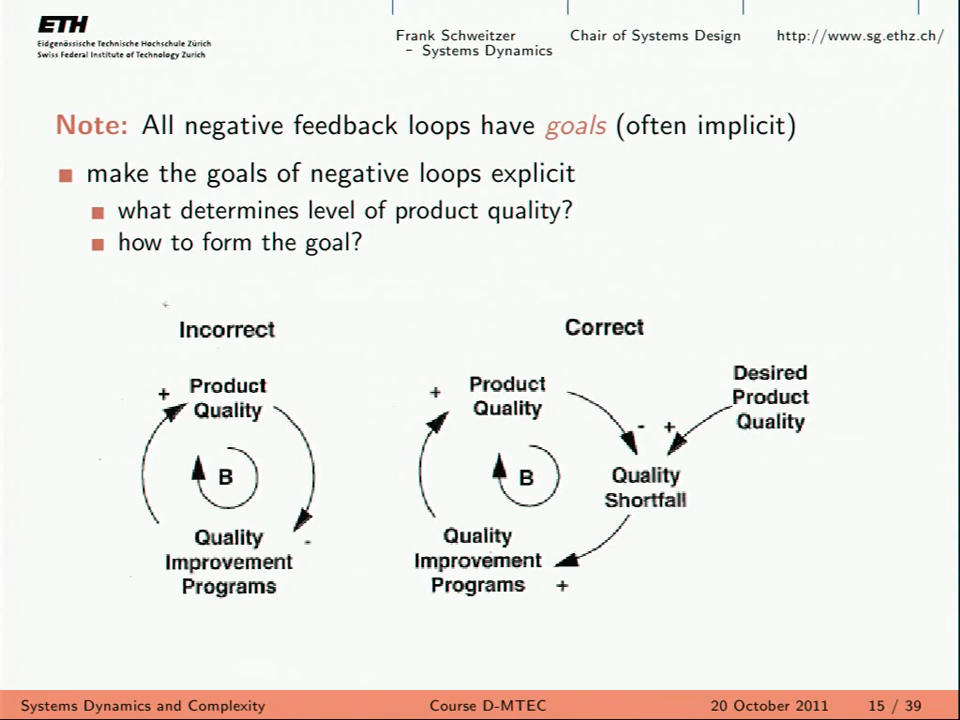 ETH
Eidgenössische Technische Hochschule Zürich
Swiss Federal Institute of Technology Zurich
Frank Schweitzer
– Systems Dynamics
Chair of Systems Design
http://www.sg.ethz.ch/
Note: All negative feedback loops have goals (often implicit)
make the goals of negative loops explicit
what determines level of product quality?
how to form the goal?
Incorrect
+
Product
Quality
B
Quality
Improvement
Programs
-
Correct
+
Product
Quality
Desired
Product
Quality
- +
Quality
Shortfall
B
Quality
Improvement
Programs
+
Systems Dynamics and Complexity
Course D-MTEC
20 October 2011
15 / 39